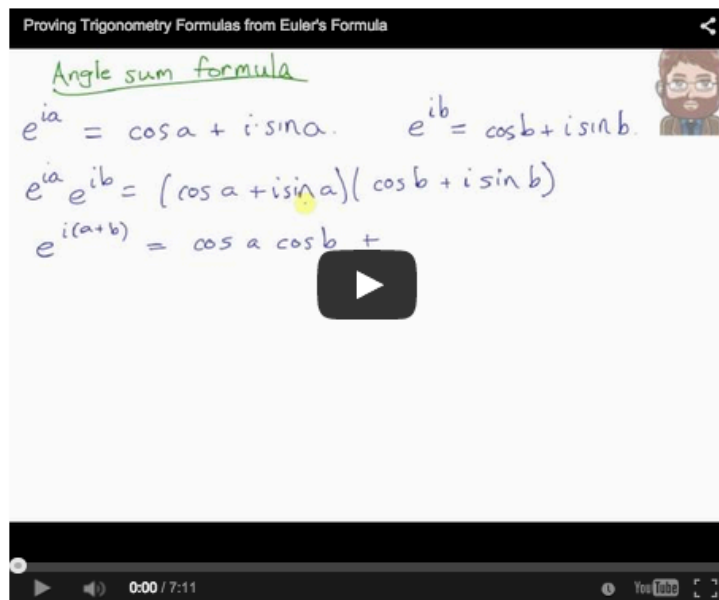 Proving Trigonometry Formulas from Euler's Formula
Angle sum formula
e^{ia} = cos a + i·sin a. e^{ib} = cos b + i sin b.
e^{ia} e^{ib} = (cos a + i sin a)(cos b + i sin b)
e^{i(a+b)} = cos a cos b +
0:00 / 7:11 YouTube